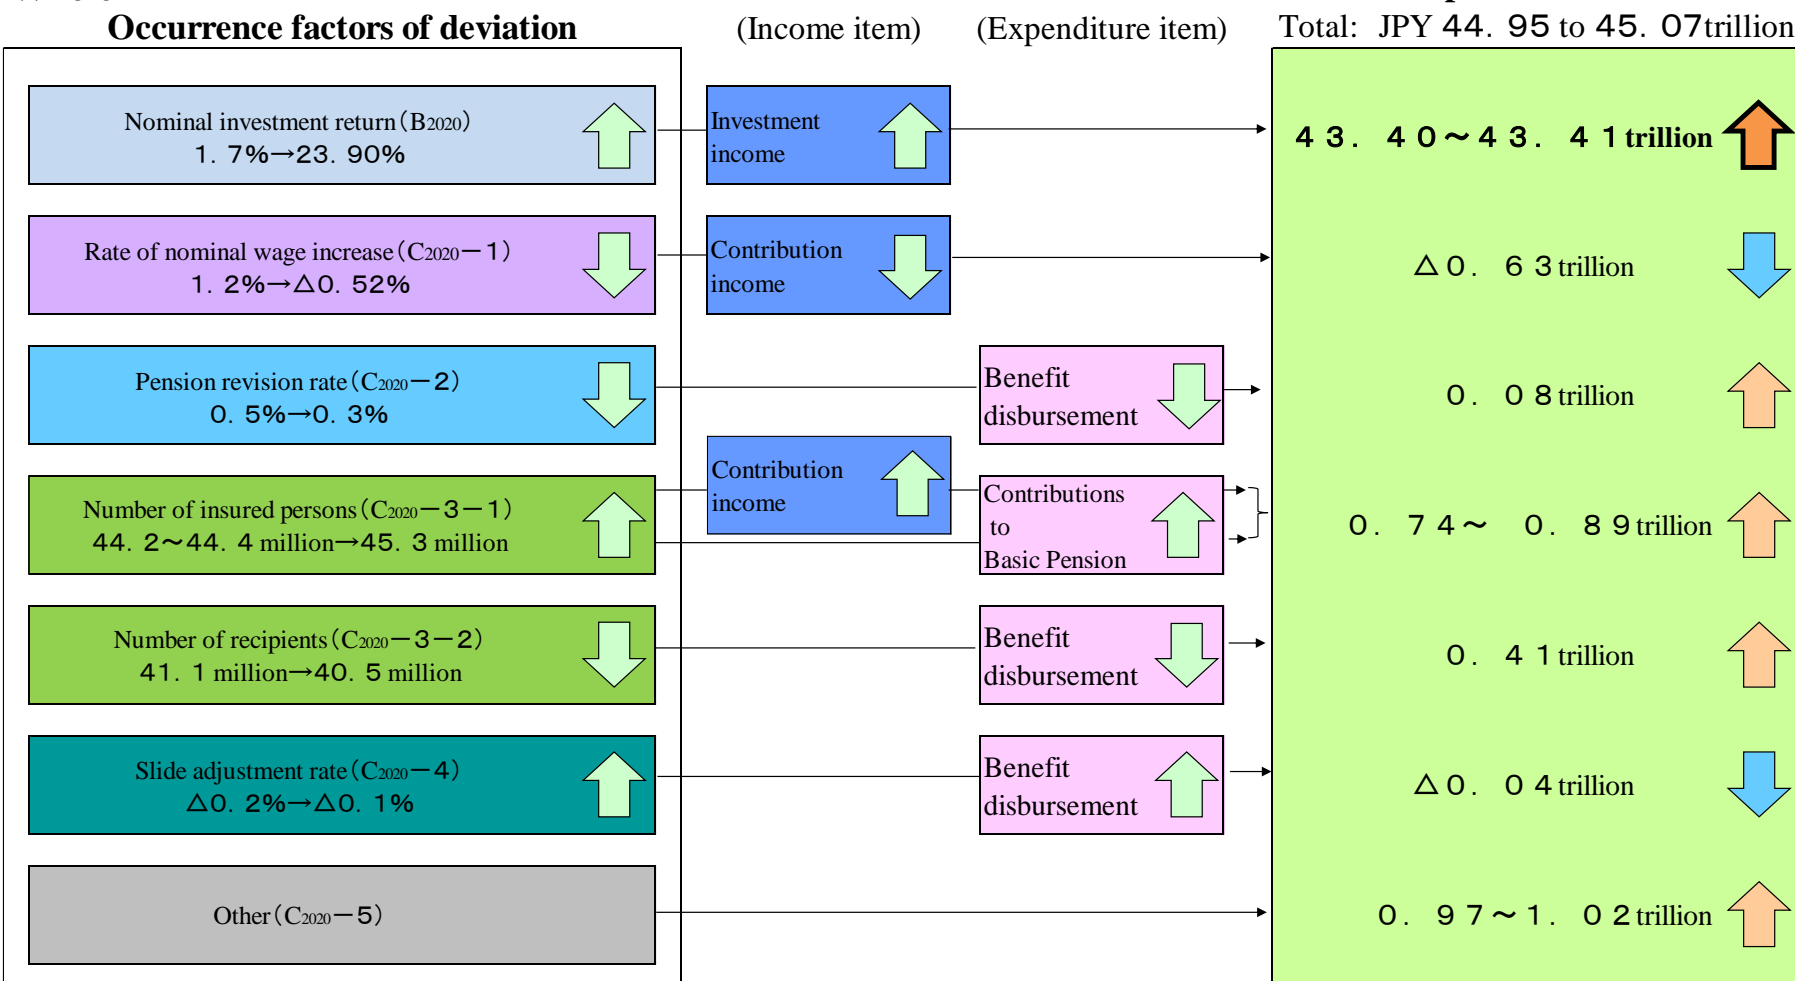 Occurrence factors of deviation
(Income item)
(Expenditure item)
Total: JPY 44. 95 to 45. 07trillion
Nominal investment return(B2020)
1. 7%→23. 90%
Investment
income
43. 40～43. 41trillion
Rate of nominal wage increase(C2020－1)
1. 2%→△0. 52%
Contribution
income
△0. 63trillion
Pension revision rate(C2020－2)
0. 5%→0. 3%
Benefit
disbursement
0. 08trillion
Number of insured persons(C2020－3－1)
44. 2～44. 4 million→45. 3 million
Contribution
income
Contributions
to
Basic Pension
0. 74～ 0. 89trillion
Number of recipients(C2020－3－2)
41. 1 million→40. 5 million
Benefit
disbursement
0. 41trillion
Slide adjustment rate(C2020－4)
△0. 2%→△0. 1%
Benefit
disbursement
△0. 04trillion
Other(C2020－5)
0. 97～1. 02trillion